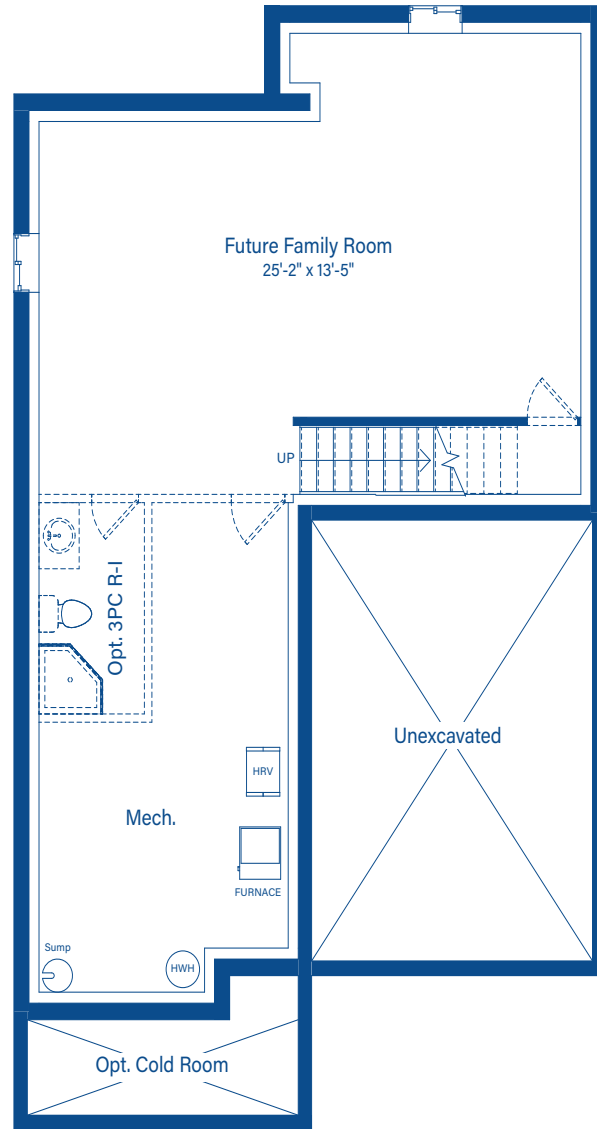 Future Family Room
25'-2" x 13'-5"
UP
Opt. 3PC R-I
Unexcavated
HRV
Mech.
FURNACE
Sump
HWH
Opt. Cold Room